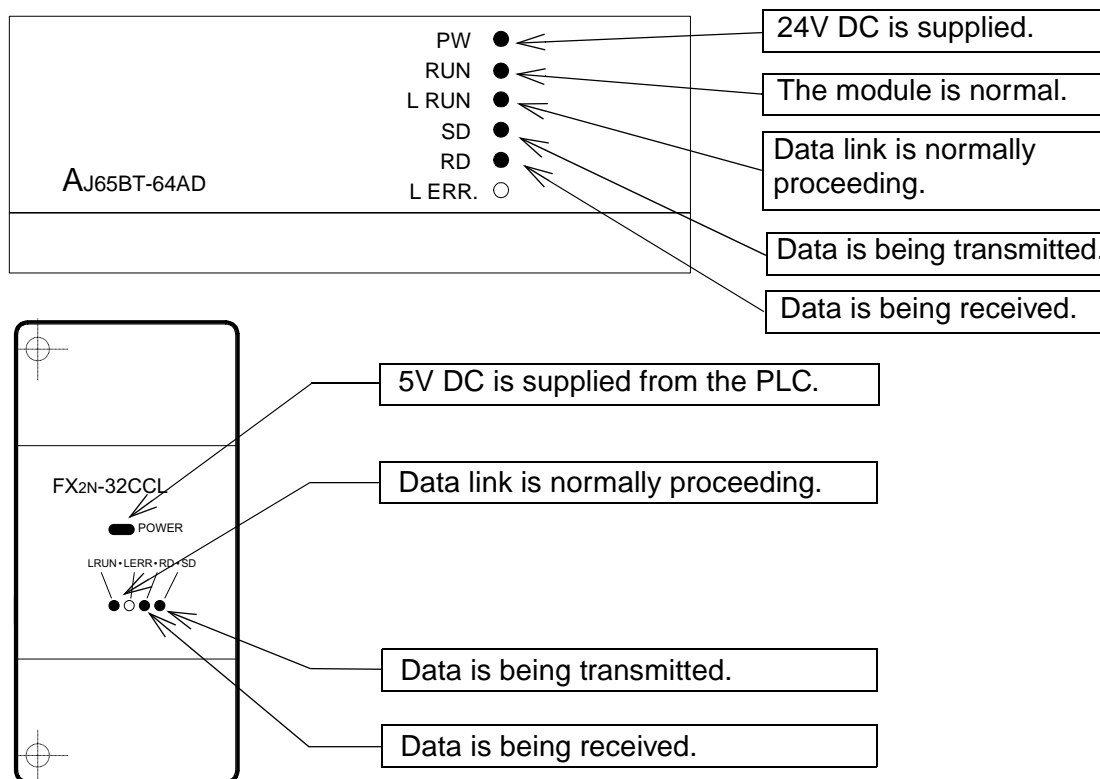 PW
24V DC is supplied.
RUN
The module is normal.
L RUN
Data link is normally
proceeding.
SD
Data is being transmitted.
RD
Data is being received.
L ERR.
AJ65BT-64AD
5V DC is supplied from the PLC.
FX2N-32CCL
Data link is normally proceeding.
POWER
LRUN•LERR•RD•SD
Data is being transmitted.
Data is being received.